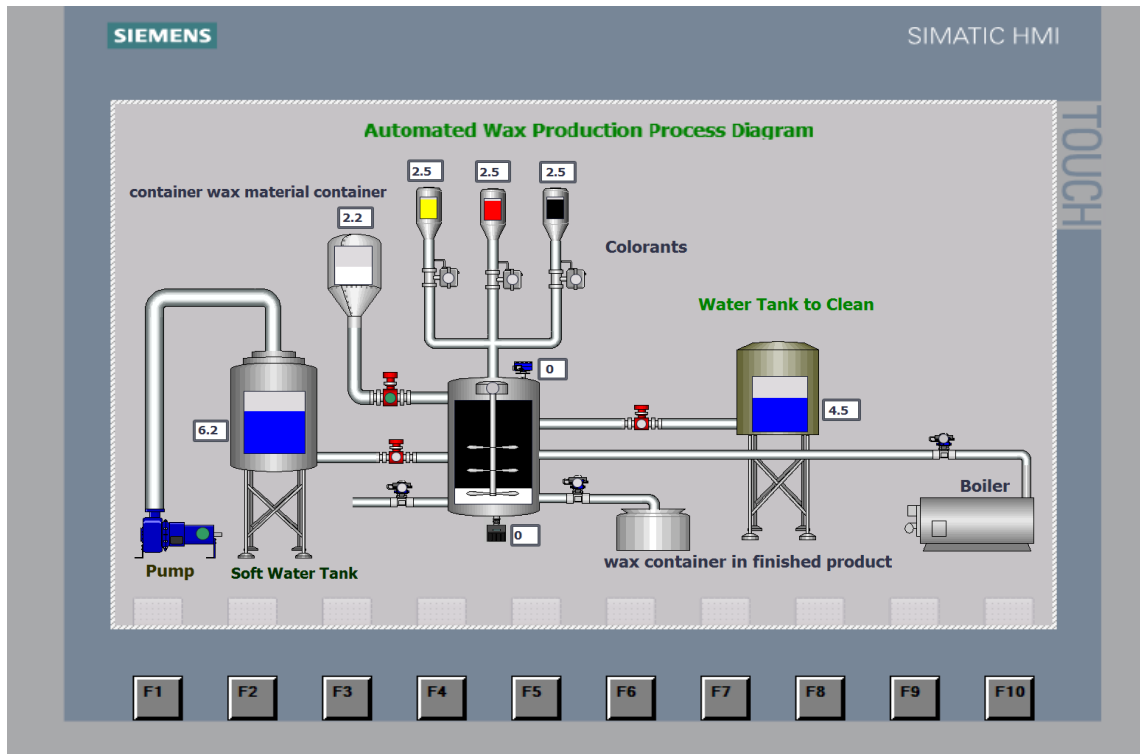 SIEMENS
SIMATIC HMI
TOUCH
Automated Wax Production Process Diagram
2.5
2.5
2.5
container wax material container
2.2
Colorants
Water Tank to Clean
0
4.5
6.2
Boiler
0
wax container in finished product
Pump
Soft Water Tank
F1
F2
F3
F4
F5
F6
F7
F8
F9
F10